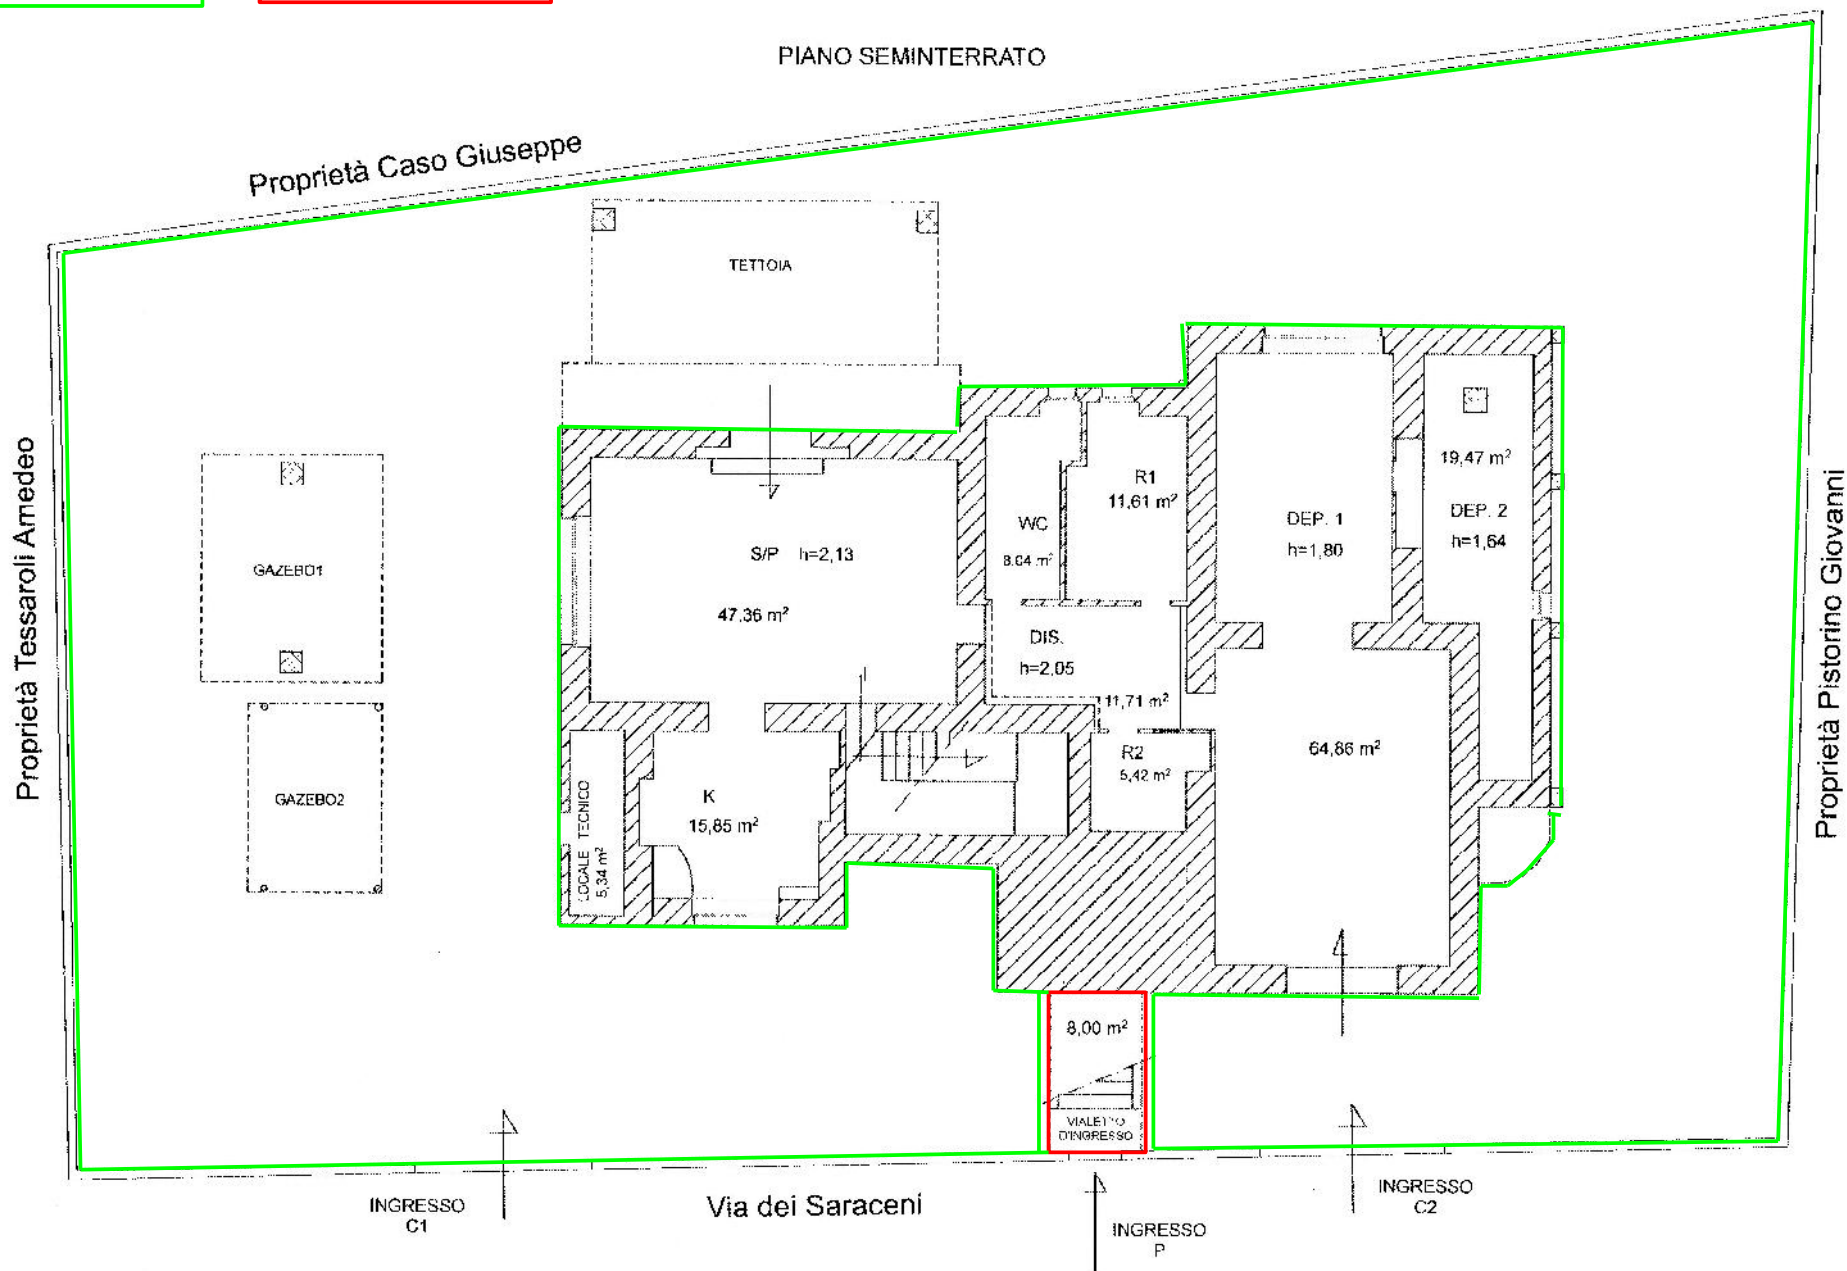 PIANO SEMINTERRATO
Proprietà Caso Giuseppe
TETTOIA
Proprietà Tessaroli Amedeo
GAZEBO1
GAZEBO2
S/P h=2,13
47,36 m²
WC
8,04 m²
R1
11,61 m²
DIS.
h=2,05
11,71 m²
R2
5,42 m²
DEP. 1
h=1,80
64,86 m²
19,47 m²
DEP. 2
h=1,64
K
15,85 m²
LOCALE TECNICO
5,34 m²
Proprietà Pistorino Giovanni
8,00 m²
VIALETTO
D'INGRESSO
INGRESSO
C1
Via dei Saraceni
INGRESSO
P
INGRESSO
C2